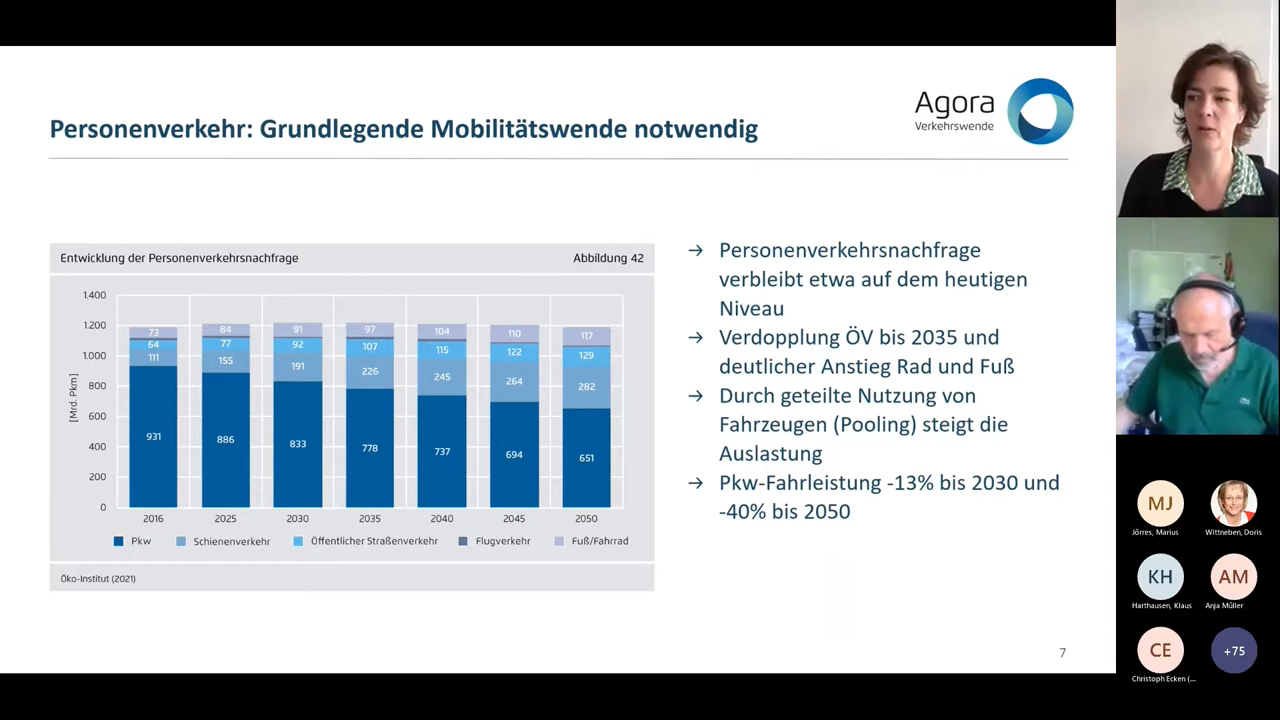 Agora
Verkehrswende
Personenverkehr: Grundlegende Mobilitätswende notwendig
Entwicklung der Personenverkehrsnachfrage Abbildung 42
[Mrd. Pkm]
1.400
1.200
1.000
800
600
400
200
0
73 84 91 97 104 110 117
64 77 92 107 115 122 129
111 155 191 226 245 264 282
931 886 833 778 737 694 651
2016 2025 2030 2035 2040 2045 2050
Pkw Schienenverkehr Öffentlicher Straßenverkehr Flugverkehr Fuß/Fahrrad
Öko-Institut (2021)
→ Personenverkehrsnachfrage
verbleibt etwa auf dem heutigen
Niveau
→ Verdopplung ÖV bis 2035 und
deutlicher Anstieg Rad und Fuß
→ Durch geteilte Nutzung von
Fahrzeugen (Pooling) steigt die
Auslastung
→ Pkw-Fahrleistung -13% bis 2030 und
-40% bis 2050
7
MJ
Jörres, Marius Wittneben, Doris
KH AM
Harthausen, Klaus Anja Müller
CE +75
Christoph Ecken (...